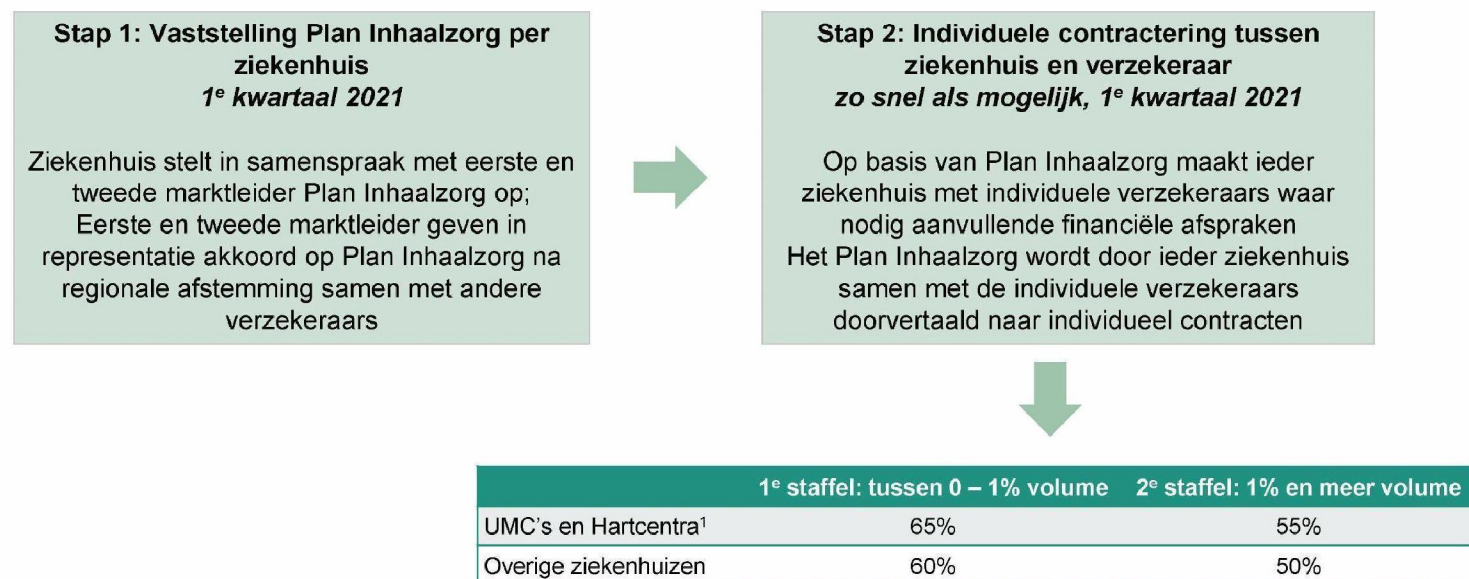 Stap 1: Vaststelling Plan Inhaalzorg per
ziekenhuis
1e kwartaal 2021
Ziekenhuis stelt in samenspraak met eerste en
tweede marktleider Plan Inhaalzorg op;
Eerste en tweede marktleider geven in
representatie akkoord op Plan Inhaalzorg na
regionale afstemming samen met andere
verzekeraars
Stap 2: Individuele contractering tussen
ziekenhuis en verzekeraar
zo snel als mogelijk, 1e kwartaal 2021
Op basis van Plan Inhaalzorg maakt ieder
ziekenhuis met individuele verzekeraars waar
nodig aanvullende financiële afspraken
Het Plan Inhaalzorg wordt door ieder ziekenhuis
samen met de individuele verzekeraars
doorvertaald naar individueel contracten
1e staffel: tussen 0 – 1% volume 2e staffel: 1% en meer volume
UMC's en Hartcentra¹ 65% 55%
Overige ziekenhuizen 60% 50%